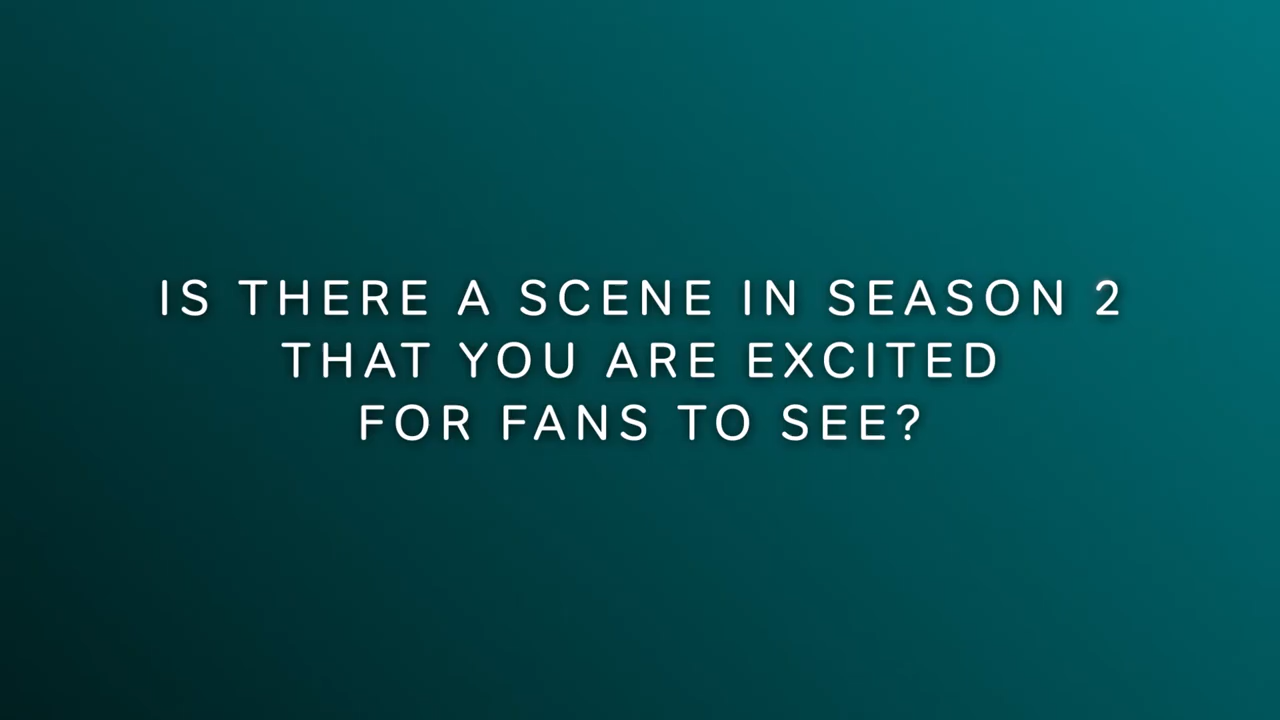 IS THERE A SCENE IN SEASON 2
THAT YOU ARE EXCITED
FOR FANS TO SEE?